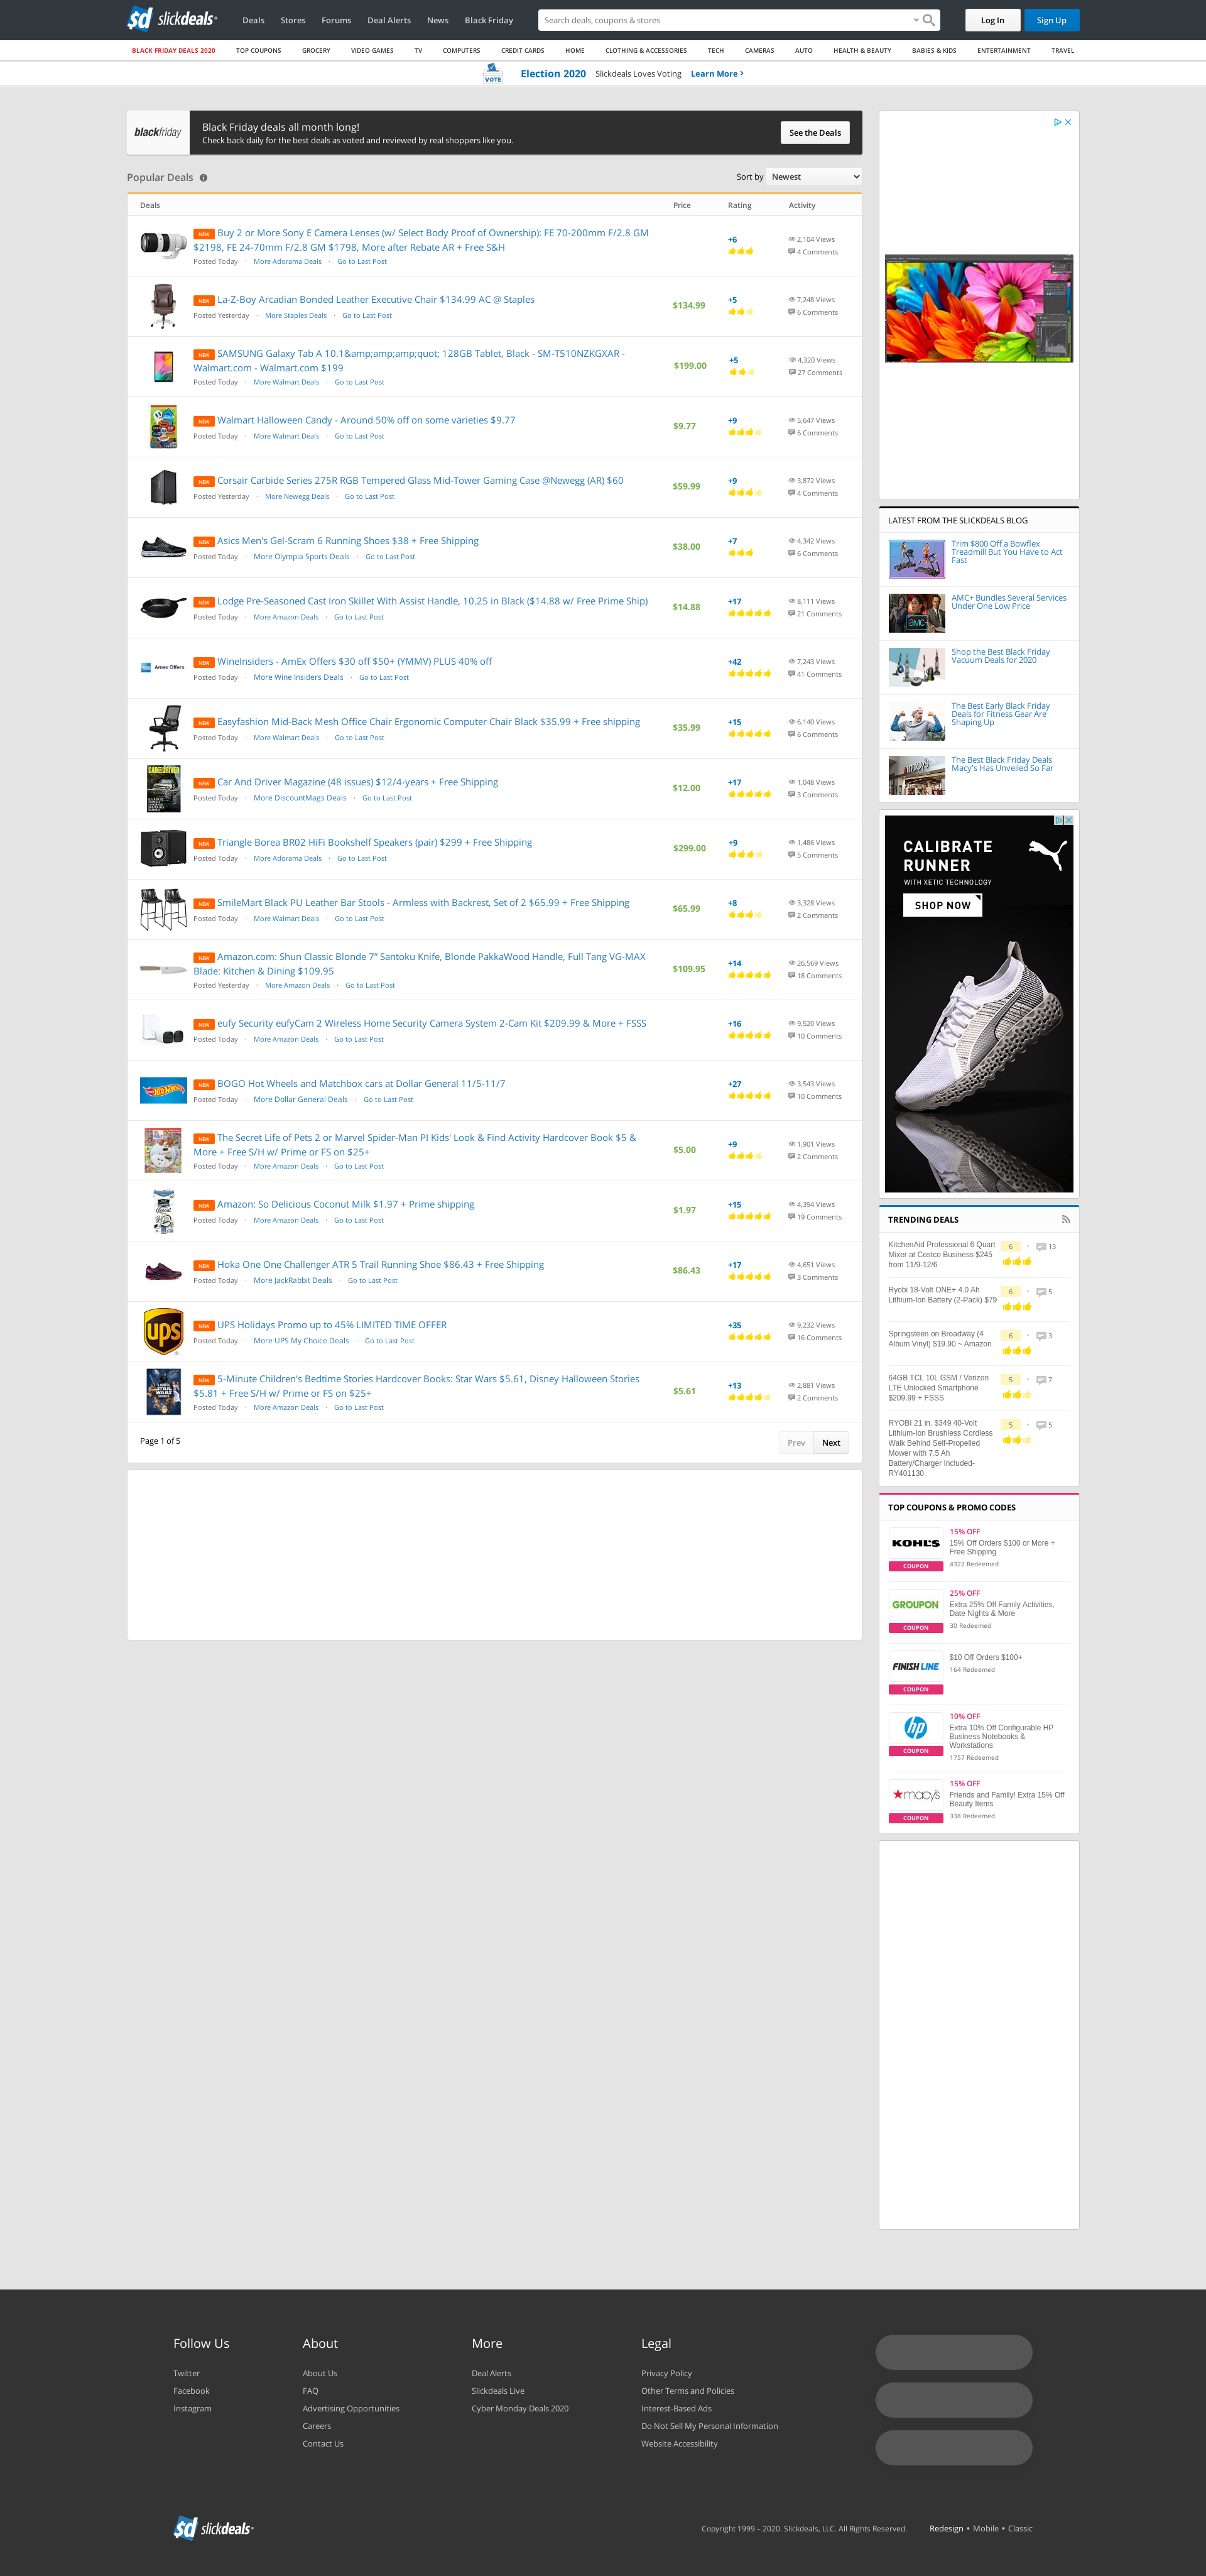 sd slickdeals
Deals Stores Forums Deal Alerts News Black Friday
Search deals, coupons & stores
Log In
Sign Up
BLACK FRIDAY DEALS 2020 TOP COUPONS GROCERY VIDEO GAMES TV COMPUTERS CREDIT CARDS HOME CLOTHING & ACCESSORIES TECH CAMERAS AUTO HEALTH & BEAUTY BABIES & KIDS ENTERTAINMENT TRAVEL
VOTE Election 2020 Slickdeals Loves Voting Learn More
blackfriday
Black Friday deals all month long!
Check back daily for the best deals as voted and reviewed by real shoppers like you.
See the Deals
Popular Deals
Sort by Newest
Deals Price Rating Activity
NEW Buy 2 or More Sony E Camera Lenses (w/ Select Body Proof of Ownership): FE 70-200mm F/2.8 GM
$2198, FE 24-70mm F/2.8 GM $1798, More after Rebate AR + Free S&H
Posted Today · More Adorama Deals · Go to Last Post
+6
2,104 Views
4 Comments
NEW La-Z-Boy Arcadian Bonded Leather Executive Chair $134.99 AC @ Staples
Posted Yesterday · More Staples Deals · Go to Last Post
$134.99
+5
7,248 Views
6 Comments
NEW SAMSUNG Galaxy Tab A 10.1&amp;amp;amp;quot; 128GB Tablet, Black - SM-T510NZKGXAR -
Walmart.com - Walmart.com $199
Posted Today · More Walmart Deals · Go to Last Post
$199.00
+5
4,320 Views
27 Comments
NEW Walmart Halloween Candy - Around 50% off on some varieties $9.77
Posted Today · More Walmart Deals · Go to Last Post
$9.77
+9
5,647 Views
6 Comments
NEW Corsair Carbide Series 275R RGB Tempered Glass Mid-Tower Gaming Case @Newegg (AR) $60
Posted Yesterday · More Newegg Deals · Go to Last Post
$59.99
+9
3,872 Views
4 Comments
NEW Asics Men's Gel-Scram 6 Running Shoes $38 + Free Shipping
Posted Today · More Olympia Sports Deals · Go to Last Post
$38.00
+7
4,342 Views
6 Comments
NEW Lodge Pre-Seasoned Cast Iron Skillet With Assist Handle, 10.25 in Black ($14.88 w/ Free Prime Ship)
Posted Today · More Amazon Deals · Go to Last Post
$14.88
+17
8,111 Views
21 Comments
Amex Offers
NEW WineInsiders - AmEx Offers $30 off $50+ (YMMV) PLUS 40% off
Posted Today · More Wine Insiders Deals · Go to Last Post
+42
7,243 Views
41 Comments
NEW Easyfashion Mid-Back Mesh Office Chair Ergonomic Computer Chair Black $35.99 + Free shipping
Posted Today · More Walmart Deals · Go to Last Post
$35.99
+15
6,140 Views
6 Comments
NEW Car And Driver Magazine (48 issues) $12/4-years + Free Shipping
Posted Today · More DiscountMags Deals · Go to Last Post
$12.00
+17
1,048 Views
3 Comments
NEW Triangle Borea BR02 HiFi Bookshelf Speakers (pair) $299 + Free Shipping
Posted Today · More Adorama Deals · Go to Last Post
$299.00
+9
1,486 Views
5 Comments
NEW SmileMart Black PU Leather Bar Stools - Armless with Backrest, Set of 2 $65.99 + Free Shipping
Posted Today · More Walmart Deals · Go to Last Post
$65.99
+8
3,328 Views
2 Comments
NEW Amazon.com: Shun Classic Blonde 7” Santoku Knife, Blonde PakkaWood Handle, Full Tang VG-MAX
Blade: Kitchen & Dining $109.95
Posted Yesterday · More Amazon Deals · Go to Last Post
$109.95
+14
26,569 Views
18 Comments
NEW eufy Security eufyCam 2 Wireless Home Security Camera System 2-Cam Kit $209.99 & More + FSSS
Posted Today · More Amazon Deals · Go to Last Post
+16
9,520 Views
10 Comments
Hot Wheels
NEW BOGO Hot Wheels and Matchbox cars at Dollar General 11/5-11/7
Posted Today · More Dollar General Deals · Go to Last Post
+27
3,543 Views
10 Comments
NEW The Secret Life of Pets 2 or Marvel Spider-Man PI Kids' Look & Find Activity Hardcover Book $5 &
More + Free S/H w/ Prime or FS on $25+
Posted Today · More Amazon Deals · Go to Last Post
$5.00
+9
1,901 Views
2 Comments
NEW Amazon: So Delicious Coconut Milk $1.97 + Prime shipping
Posted Today · More Amazon Deals · Go to Last Post
$1.97
+15
4,394 Views
19 Comments
NEW Hoka One One Challenger ATR 5 Trail Running Shoe $86.43 + Free Shipping
Posted Today · More JackRabbit Deals · Go to Last Post
$86.43
+17
4,651 Views
3 Comments
ups
NEW UPS Holidays Promo up to 45% LIMITED TIME OFFER
Posted Today · More UPS My Choice Deals · Go to Last Post
+35
9,232 Views
16 Comments
STAR WARS
NEW 5-Minute Children's Bedtime Stories Hardcover Books: Star Wars $5.61, Disney Halloween Stories
$5.81 + Free S/H w/ Prime or FS on $25+
Posted Today · More Amazon Deals · Go to Last Post
$5.61
+13
2,881 Views
2 Comments
Page 1 of 5
Prev Next
LATEST FROM THE SLICKDEALS BLOG
Trim $800 Off a Bowflex
Treadmill But You Have to Act
Fast
AMC
AMC+ Bundles Several Services
Under One Low Price
Shop the Best Black Friday
Vacuum Deals for 2020
The Best Early Black Friday
Deals for Fitness Gear Are
Shaping Up
The Best Black Friday Deals
Macy's Has Unveiled So Far
CALIBRATE
RUNNER
WITH XETIC TECHNOLOGY
SHOP NOW
TRENDING DEALS
KitchenAid Professional 6 Quart
Mixer at Costco Business $245
from 11/9-12/6
6 · 13
Ryobi 18-Volt ONE+ 4.0 Ah
Lithium-Ion Battery (2-Pack) $79
6 · 5
Springsteen on Broadway (4
Album Vinyl) $19.90 ~ Amazon
6 · 3
64GB TCL 10L GSM / Verizon
LTE Unlocked Smartphone
$209.99 + FSSS
5 · 7
RYOBI 21 in. $349 40-Volt
Lithium-Ion Brushless Cordless
Walk Behind Self-Propelled
Mower with 7.5 Ah
Battery/Charger Included-
RY401130
5 · 5
TOP COUPONS & PROMO CODES
KOHL'S
COUPON
15% OFF
15% Off Orders $100 or More +
Free Shipping
4322 Redeemed
GROUPON
COUPON
25% OFF
Extra 25% Off Family Activities,
Date Nights & More
30 Redeemed
FINISH LINE
COUPON
$10 Off Orders $100+
164 Redeemed
hp
COUPON
10% OFF
Extra 10% Off Configurable HP
Business Notebooks &
Workstations
1757 Redeemed
macy's
COUPON
15% OFF
Friends and Family! Extra 15% Off
Beauty Items
338 Redeemed
Follow Us
Twitter
Facebook
Instagram
About
About Us
FAQ
Advertising Opportunities
Careers
Contact Us
More
Deal Alerts
Slickdeals Live
Cyber Monday Deals 2020
Legal
Privacy Policy
Other Terms and Policies
Interest-Based Ads
Do Not Sell My Personal Information
Website Accessibility
sd slickdeals
Copyright 1999 – 2020. Slickdeals, LLC. All Rights Reserved.
Redesign • Mobile • Classic